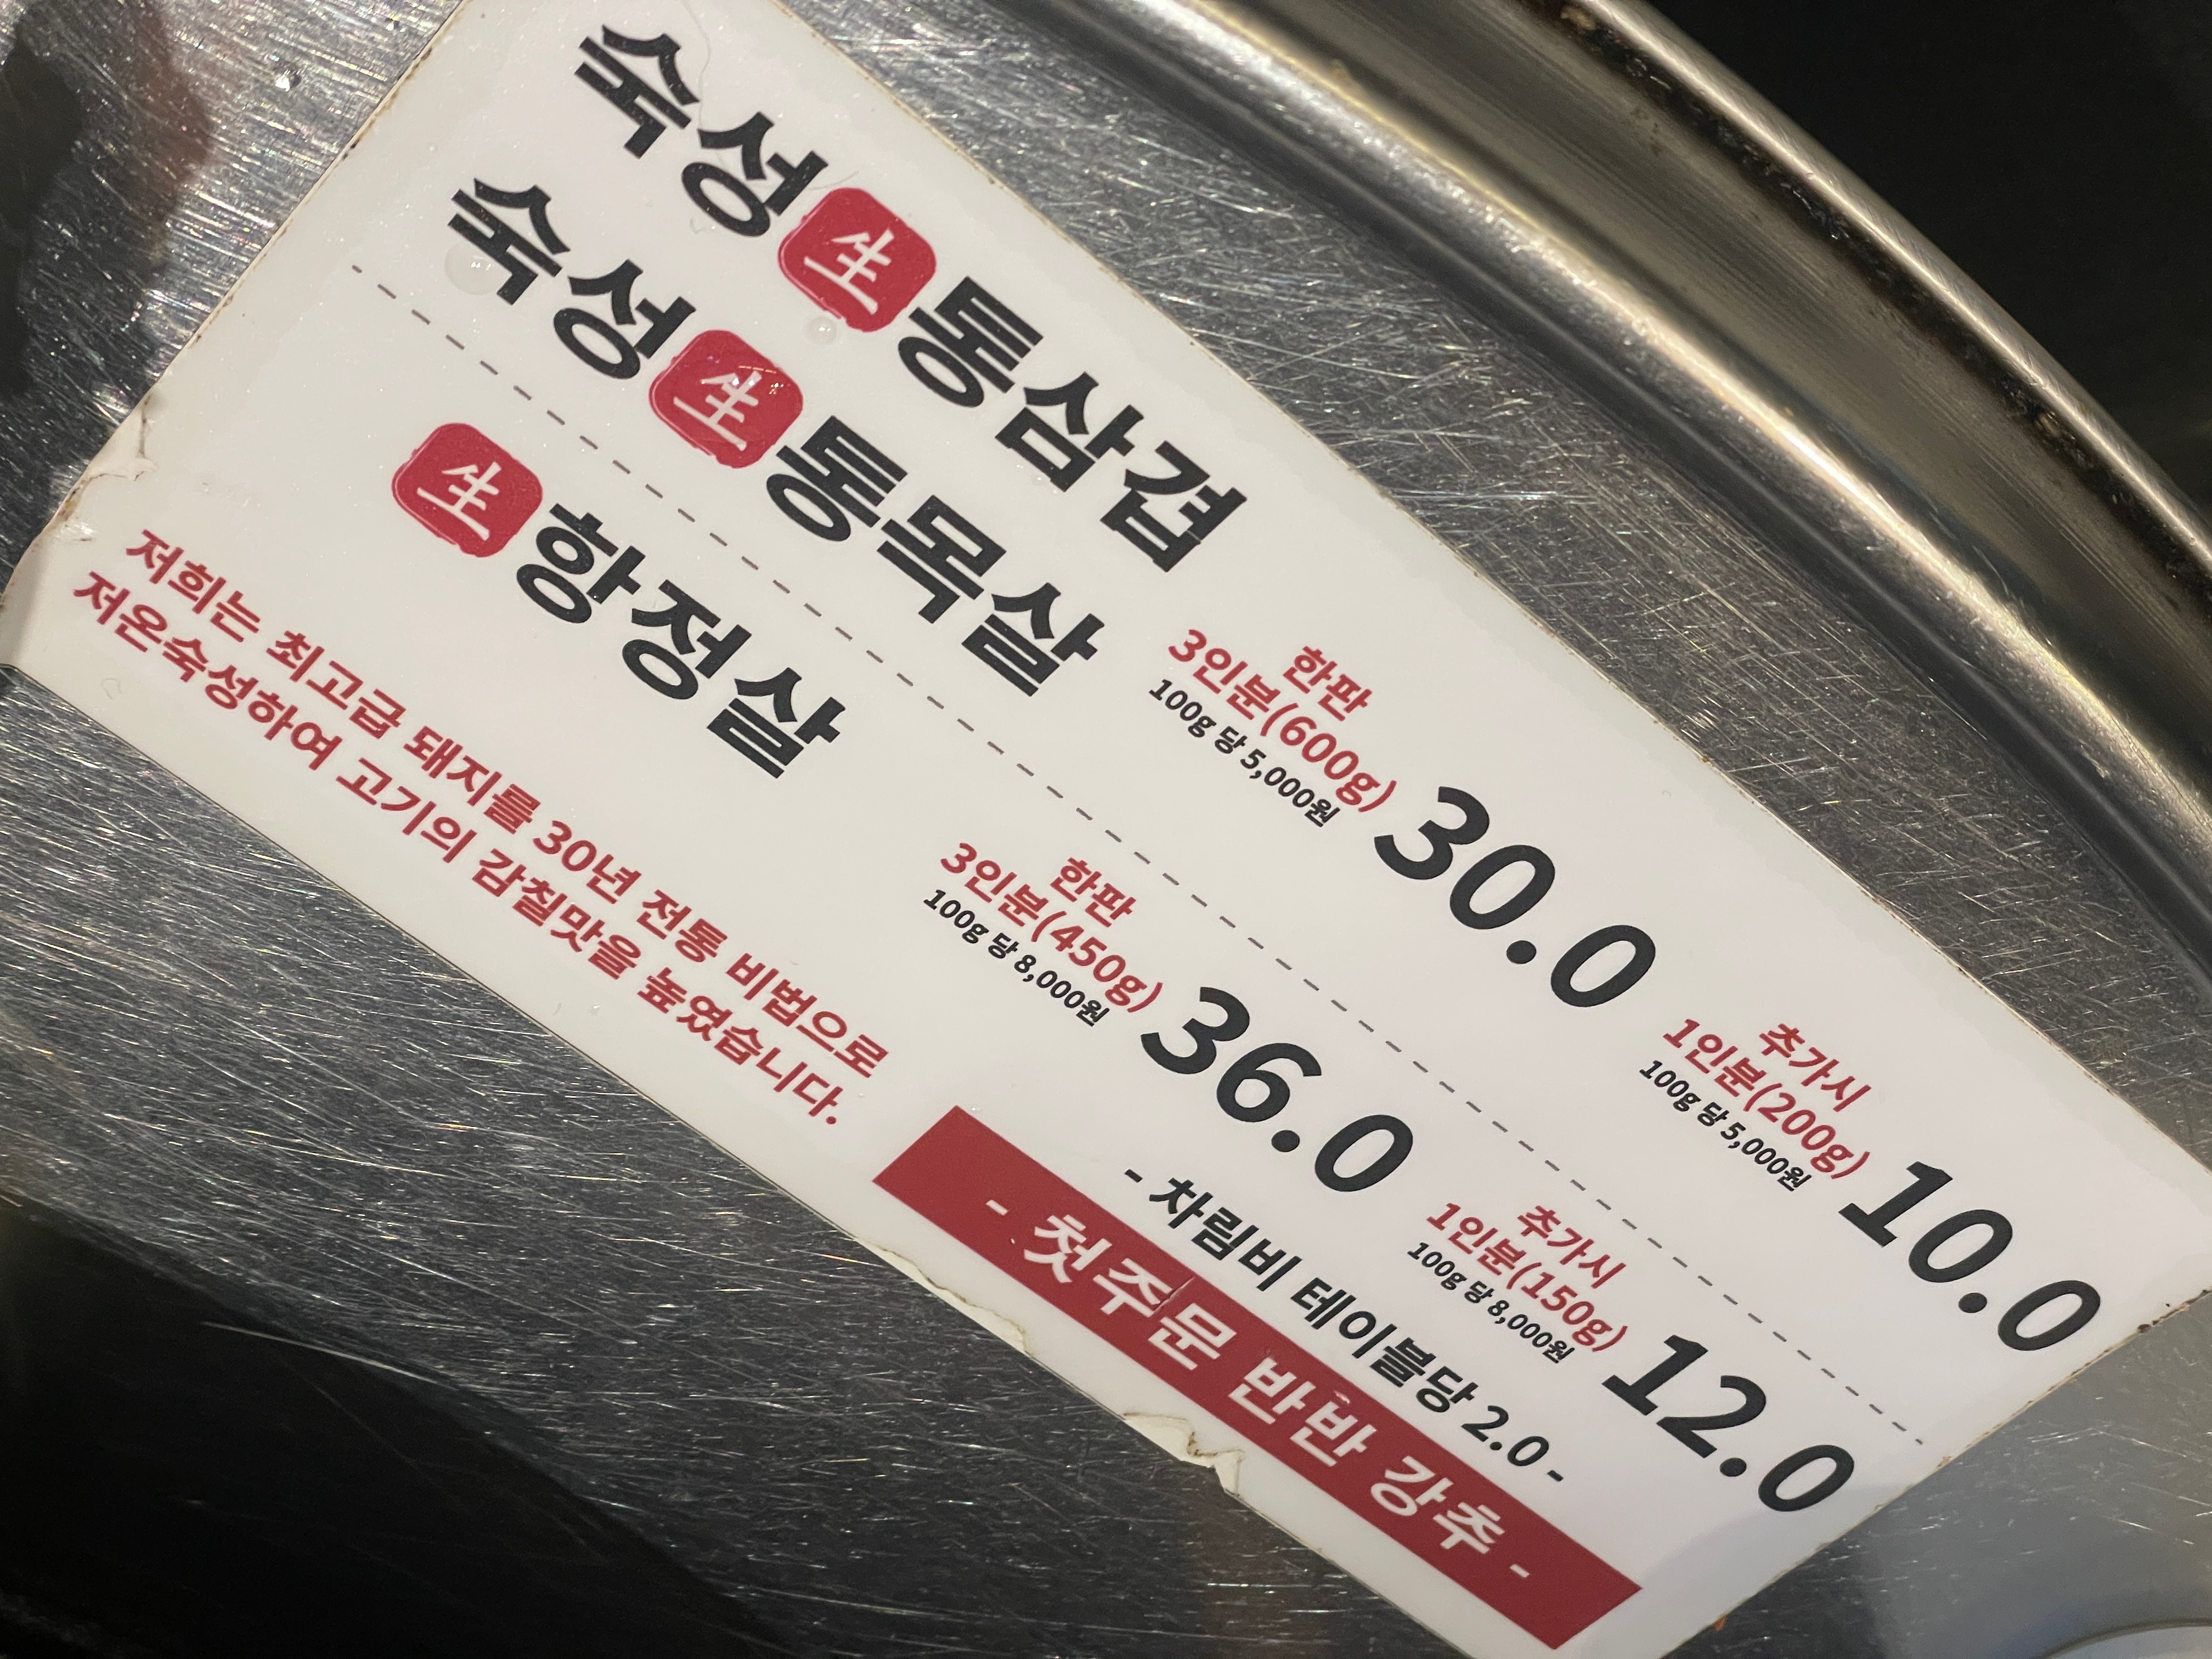 숙성 生 통삼겹
숙성 生 통목살
한판
3인분(600g)
100g 당 5,000원
30.0
추가시
1인분(200g)
100g 당 5,000원
10.0
生 항정살
한판
3인분(450g)
100g 당 8,000원
36.0
추가시
1인분(150g)
100g 당 8,000원
12.0
저희는 최고급 돼지를 30년 전통 비법으로
저온숙성하여 고기의 감칠맛을 높였습니다.
- 차림비 테이블당 2.0 -
- 첫주문 반반 강추 -